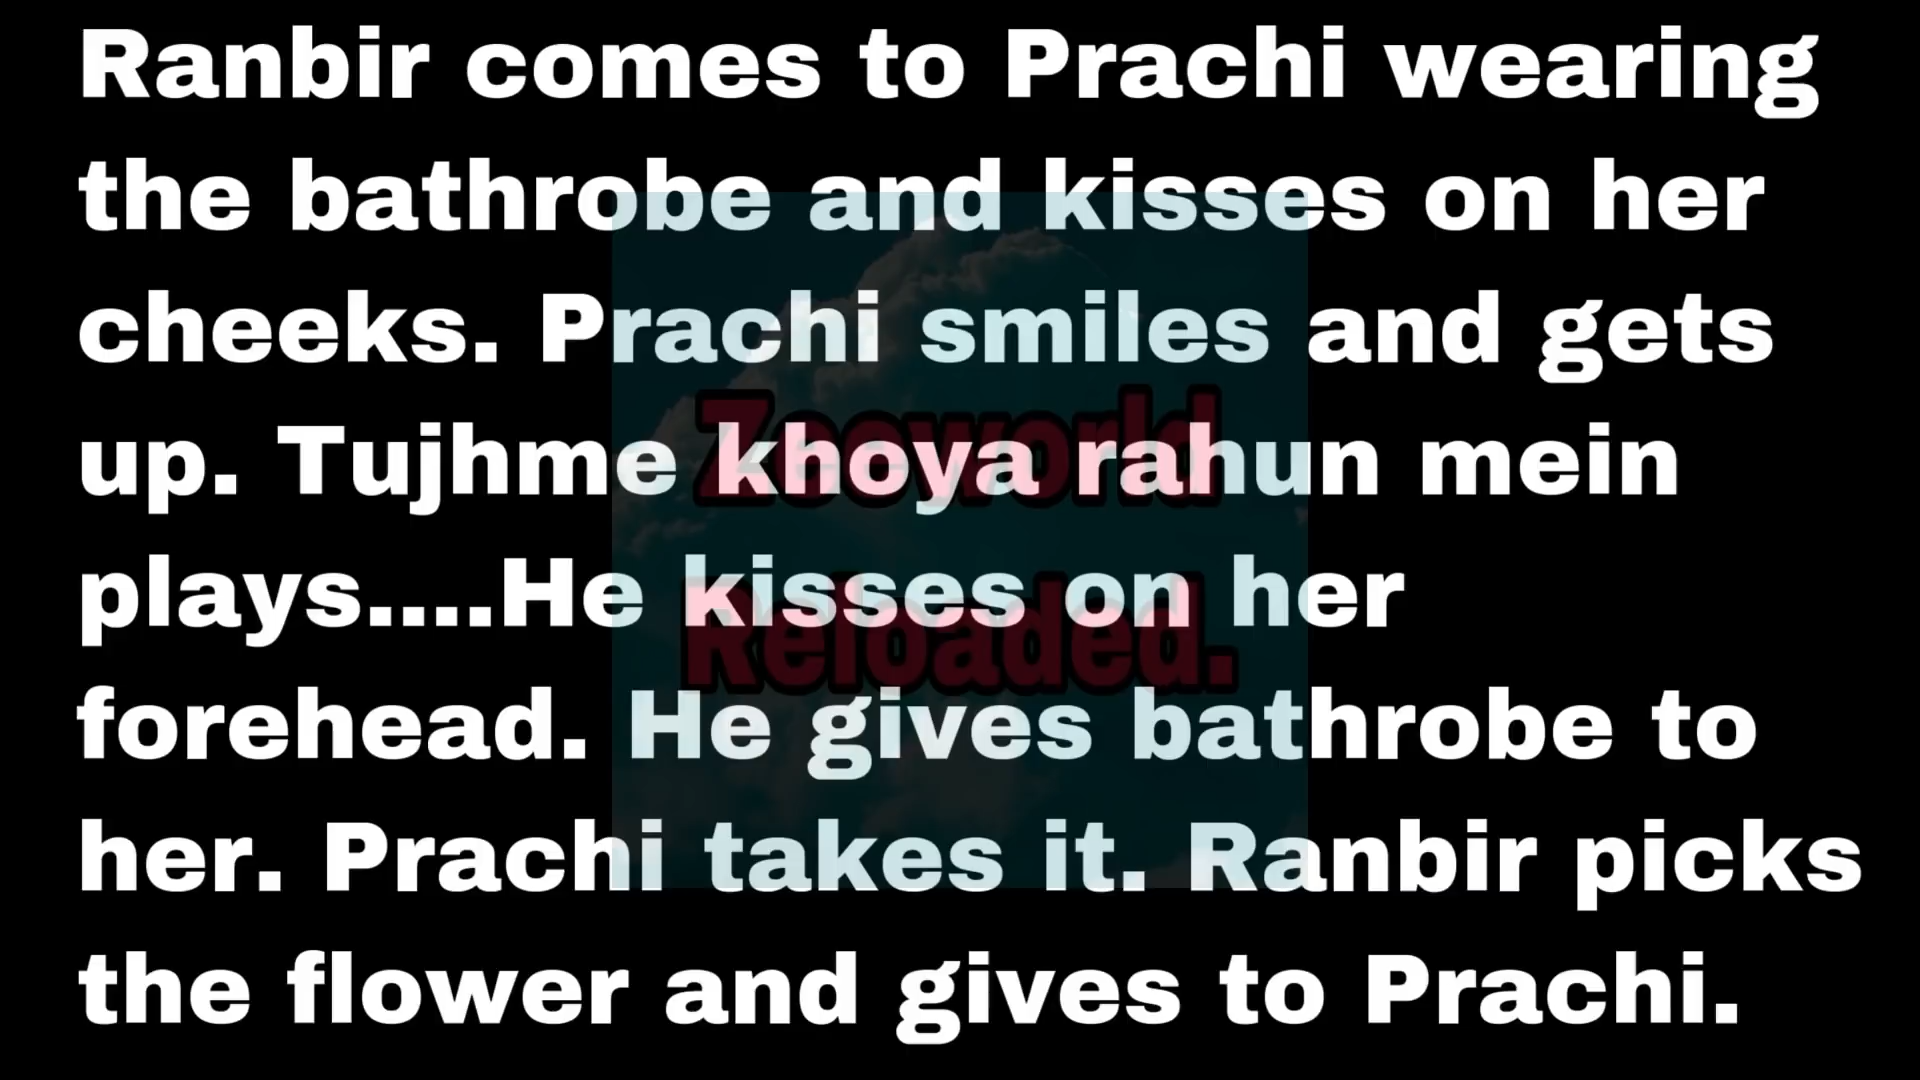 Ranbir comes to Prachi wearing
the bathrobe and kisses on her
cheeks. Prachi smiles and gets
up. Tujhme khoya rahun mein
plays....He kisses on her
forehead. He gives bathrobe to
her. Prachi takes it. Ranbir picks
the flower and gives to Prachi.
Zeeworld
Reloaded.